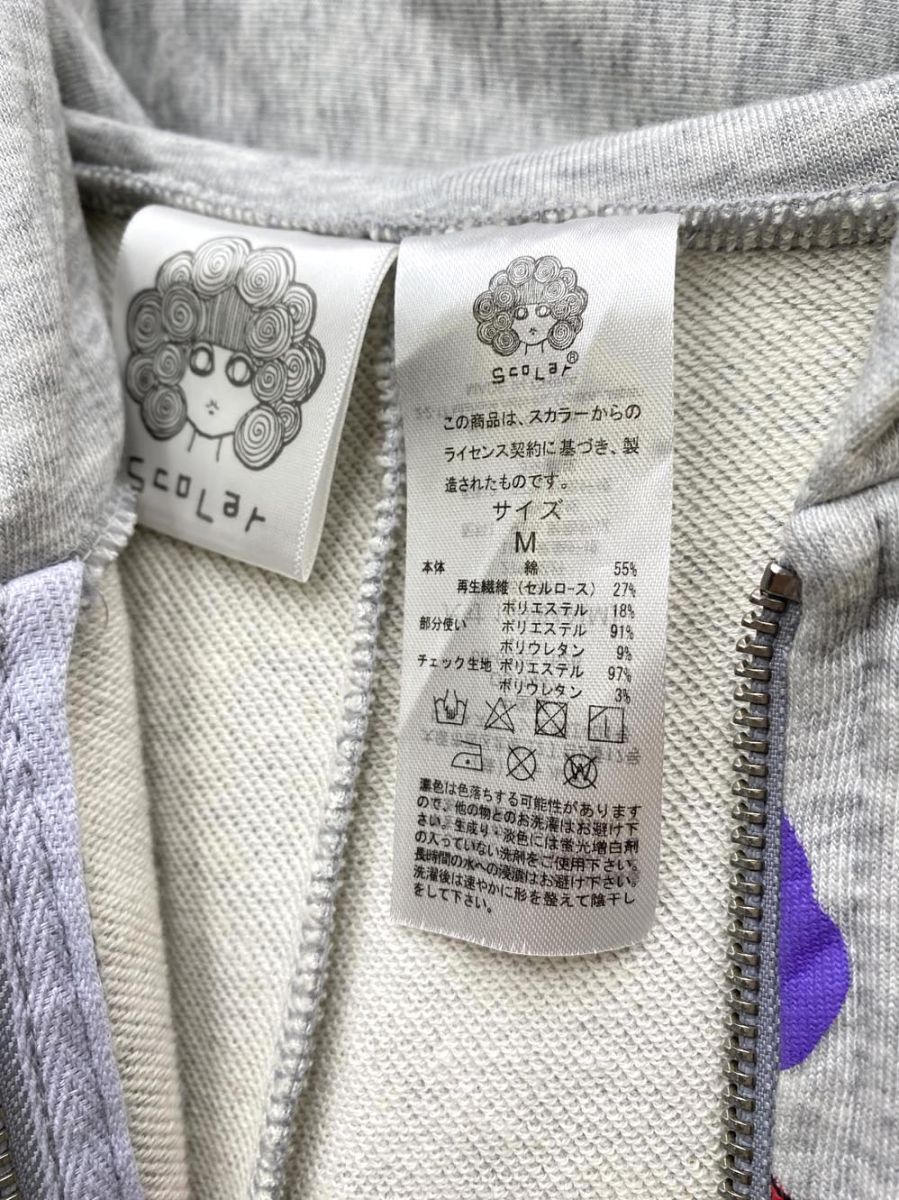 scoLar
scoLar®
この商品は、スカラーからの
ライセンス契約に基づき、製
造されたものです。
サイズ
M
本体 綿 55%
再生繊維（セルロース） 27%
ポリエステル 18%
部分使い ポリエステル 91%
ポリウレタン 9%
チェック生地 ポリエステル 97%
ポリウレタン 3%
W
濃色は色落ちする可能性があります
ので、他の物とのお洗濯はお避け下
さい。生成り・淡色には蛍光増白剤
の入っていない洗剤をご使用下さい。
長時間の水への浸漬はお避け下さい。
洗濯後は速やかに形を整えて陰干し
をして下さい。